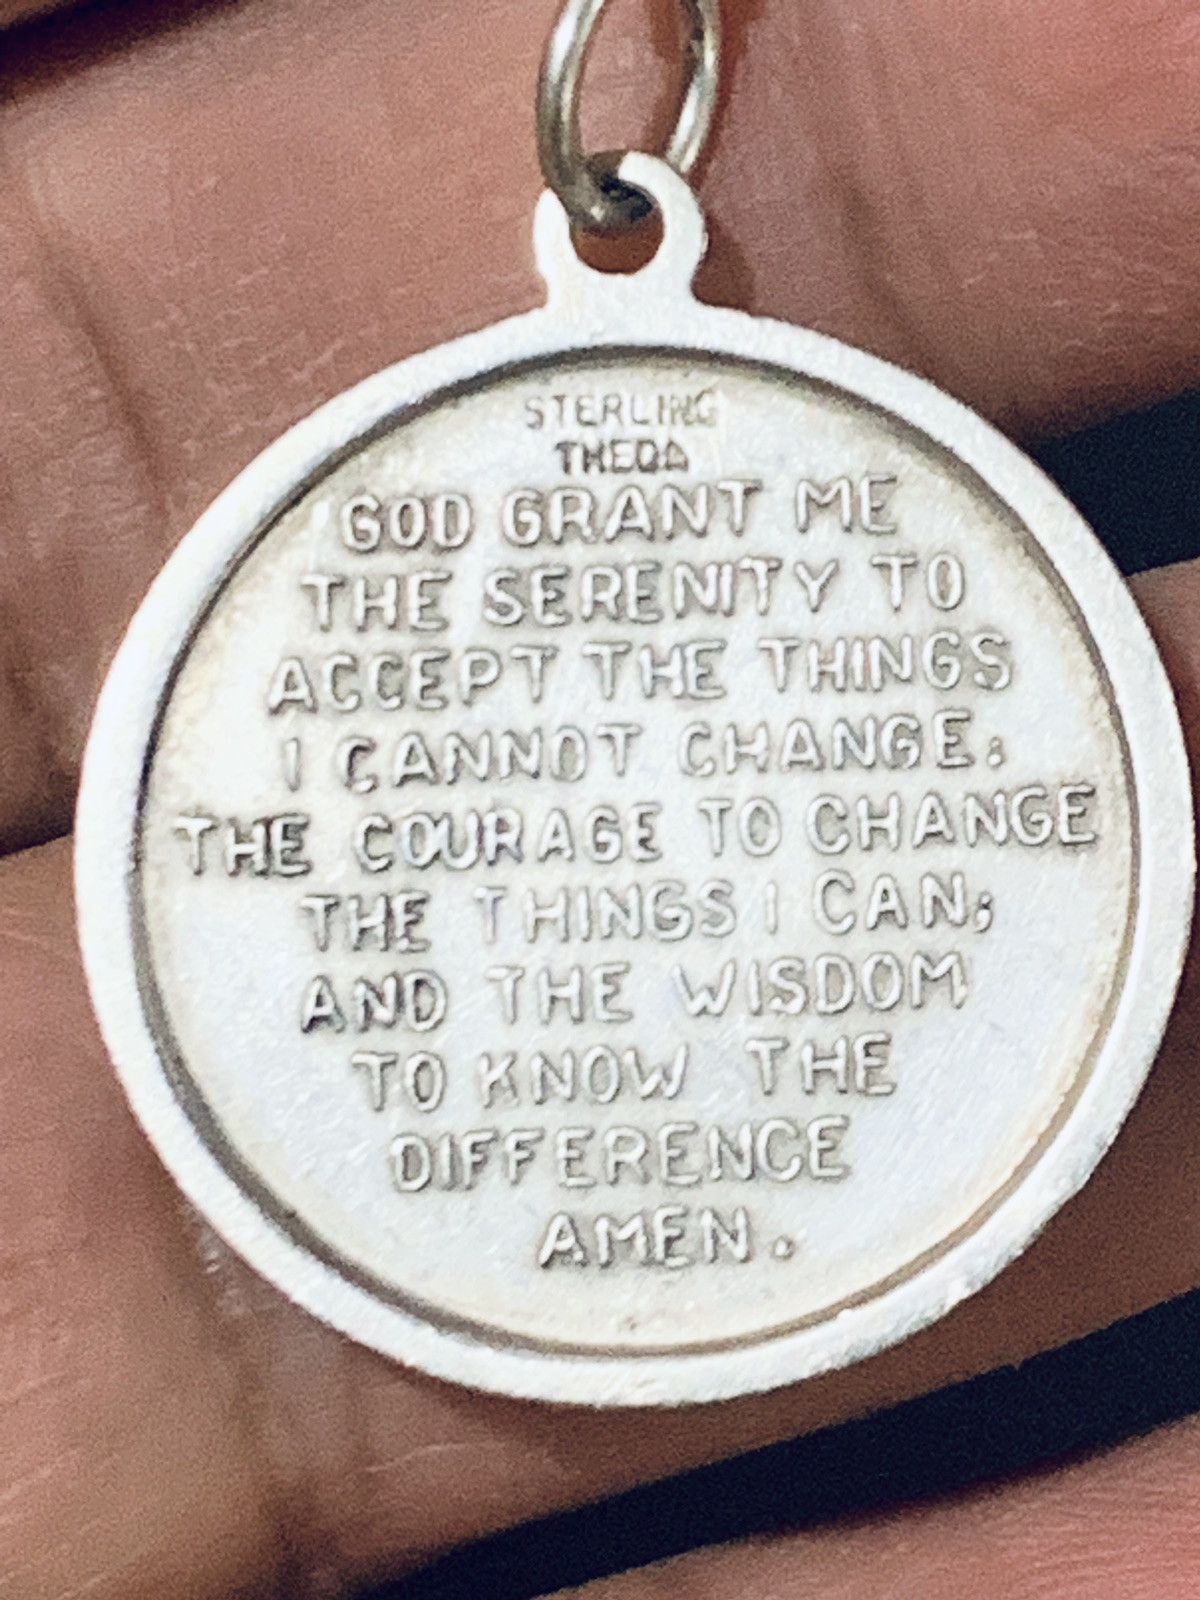 STERLING
THEDA
GOD GRANT ME
THE SERENITY TO
ACCEPT THE THINGS
I CANNOT CHANGE:
THE COURAGE TO CHANGE
THE THINGS I CAN;
AND THE WISDOM
TO KNOW THE
DIFFERENCE
AMEN.